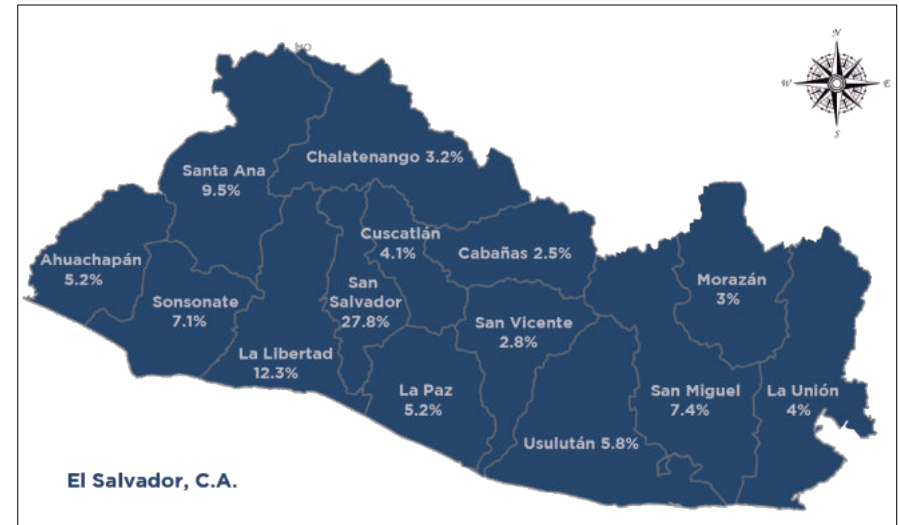 HO
N
W
E
S
Chalatenango 3.2%
Santa Ana
9.5%
Cuscatlán
4.1%
Cabañas 2.5%
Ahuachapán
5.2%
Morazán
3%
San
Salvador
27.8%
Sonsonate
7.1%
San Vicente
2.8%
La Libertad
12.3%
La Paz
5.2%
San Miguel
7.4%
La Unión
4%
Usulután 5.8%
El Salvador, C.A.